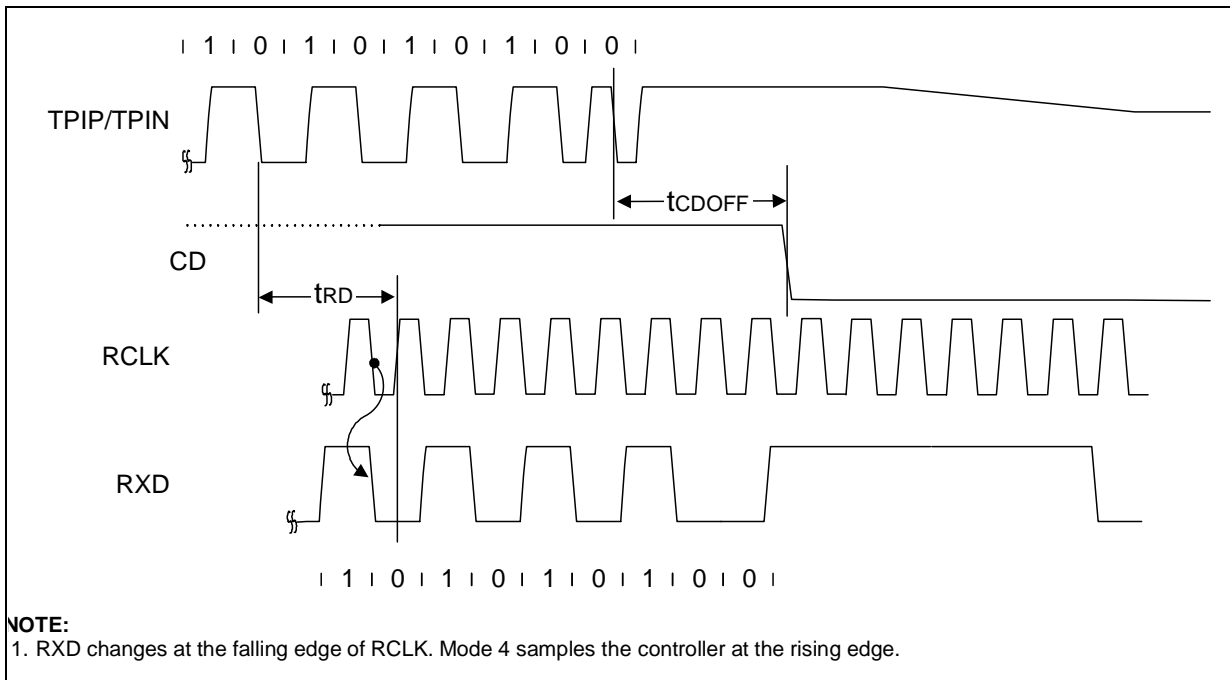 1 0 1 0 1 0 1 0 0
TPIP/TPIN
tCDOFF
CD
tRD
RCLK
RXD
1 0 1 0 1 0 1 0 0
NOTE:
1. RXD changes at the falling edge of RCLK. Mode 4 samples the controller at the rising edge.